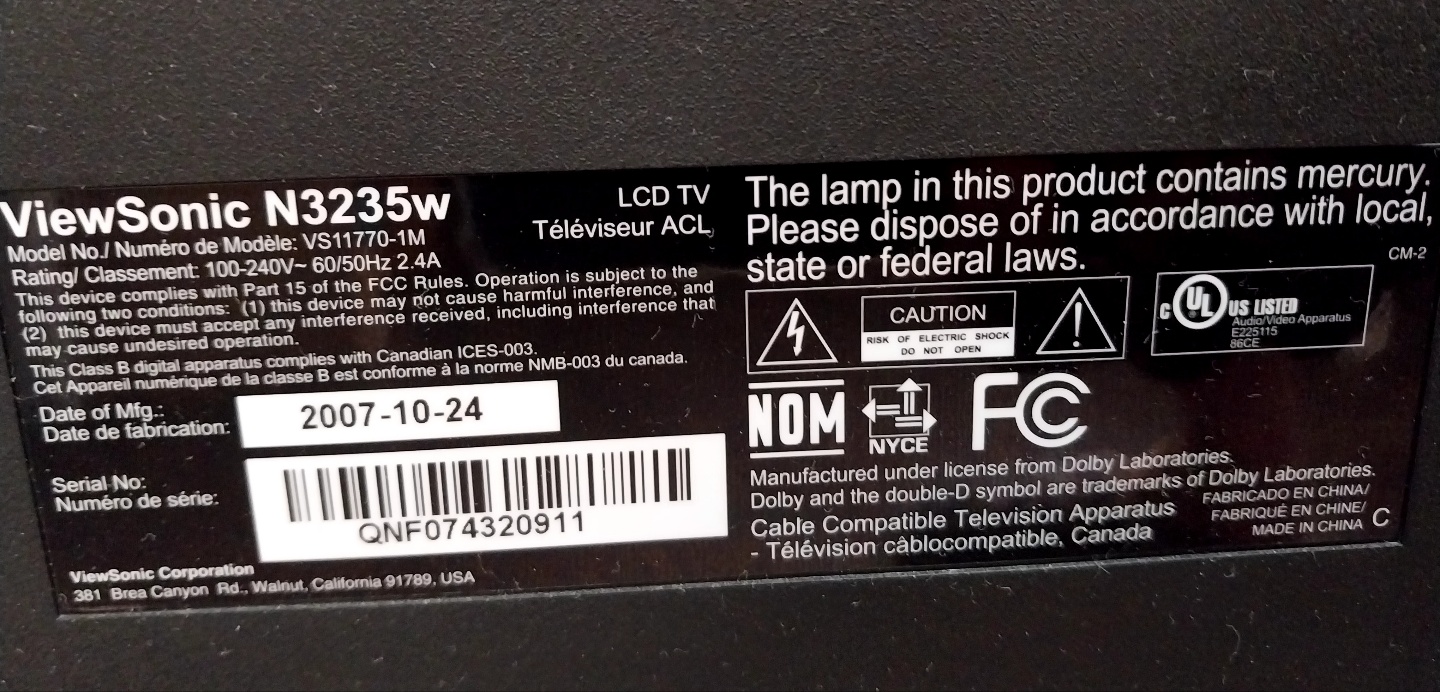 ViewSonic N3235w
LCD TV
Téléviseur ACL
Model No./ Numéro de Modèle: VS11770-1M
Rating/ Classement: 100-240V~ 60/50Hz 2.4A
This device complies with Part 15 of the FCC Rules. Operation is subject to the
following two conditions: (1) this device may not cause harmful interference, and
(2) this device must accept any interference received, including interference that
may cause undesired operation.
This Class B digital apparatus complies with Canadian ICES-003.
Cet Appareil numérique de la classe B est conforme à la norme NMB-003 du canada.
Date of Mfg.:
Date de fabrication:
2007-10-24
Serial No:
Numéro de série:
QNF074320911
ViewSonic Corporation
381 Brea Canyon Rd., Walnut, California 91789, USA
The lamp in this product contains mercury.
Please dispose of in accordance with local,
state or federal laws.
CM-2
CAUTION
RISK OF ELECTRIC SHOCK
DO NOT OPEN
C UL US LISTED
Audio/Video Apparatus
E225115
86CE
NOM
NYCE
FC
Manufactured under license from Dolby Laboratories.
Dolby and the double-D symbol are trademarks of Dolby Laboratories.
Cable Compatible Television Apparatus
- Télévision câblocompatible, Canada
FABRICADO EN CHINA/
FABRIQUÉ EN CHINE/
MADE IN CHINA C